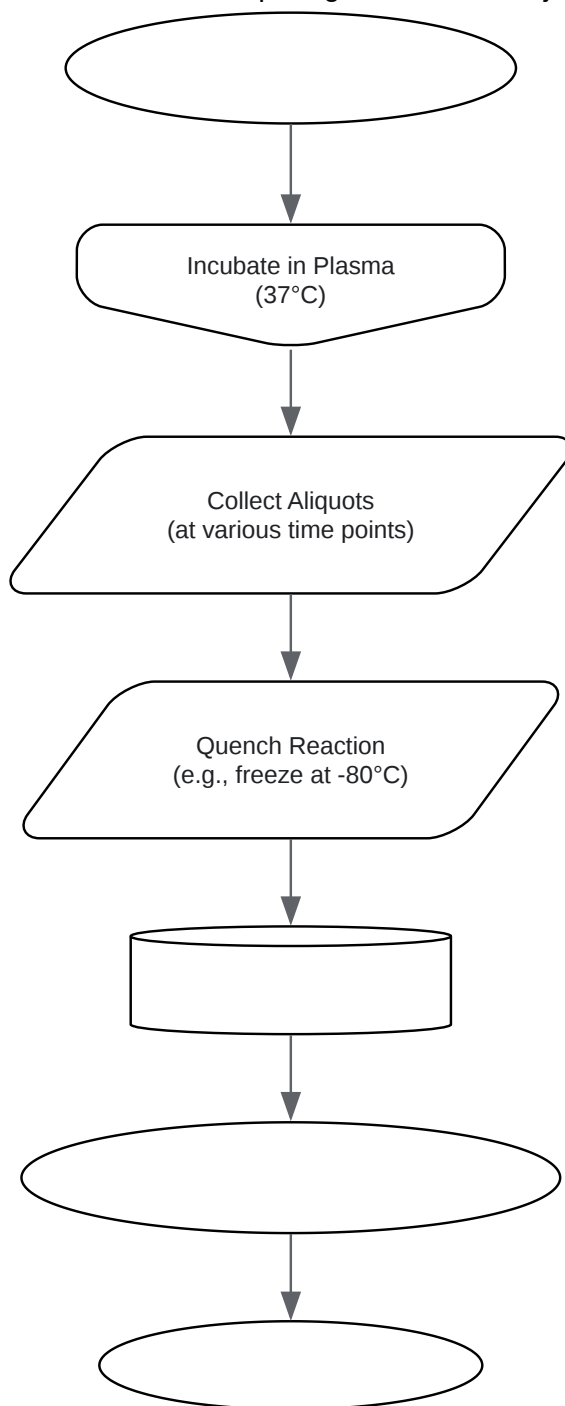 Incubate in Plasma
(37°C)
Collect Aliquots
(at various time points)
Quench Reaction
(e.g., freeze at -80°C)